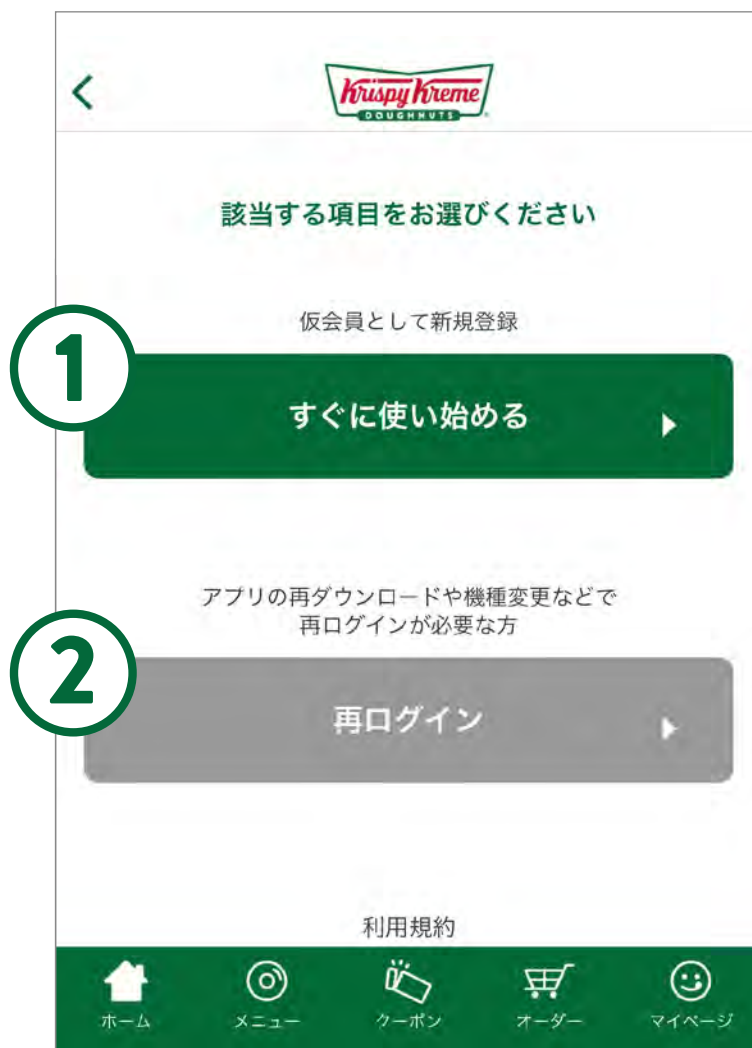 Krispy Kreme
DOUGHNUTS
該当する項目をお選びください
仮会員として新規登録
1
すぐに使い始める
アプリの再ダウンロードや機種変更などで
再ログインが必要な方
2
再ログイン
利用規約
ホーム メニュー クーポン オーダー マイページ